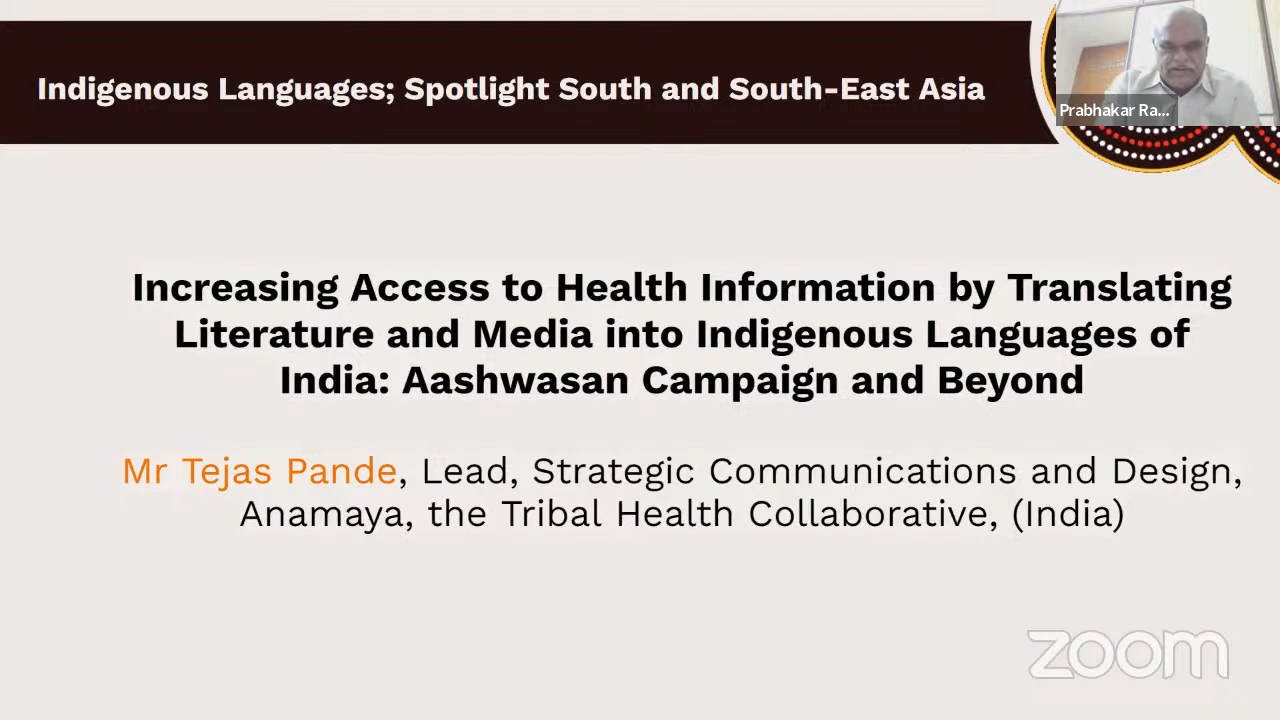 Indigenous Languages; Spotlight South and South-East Asia
Prabhakar Ra...
Increasing Access to Health Information by Translating
Literature and Media into Indigenous Languages of
India: Aashwasan Campaign and Beyond
Mr Tejas Pande, Lead, Strategic Communications and Design,
Anamaya, the Tribal Health Collaborative, (India)
zoom